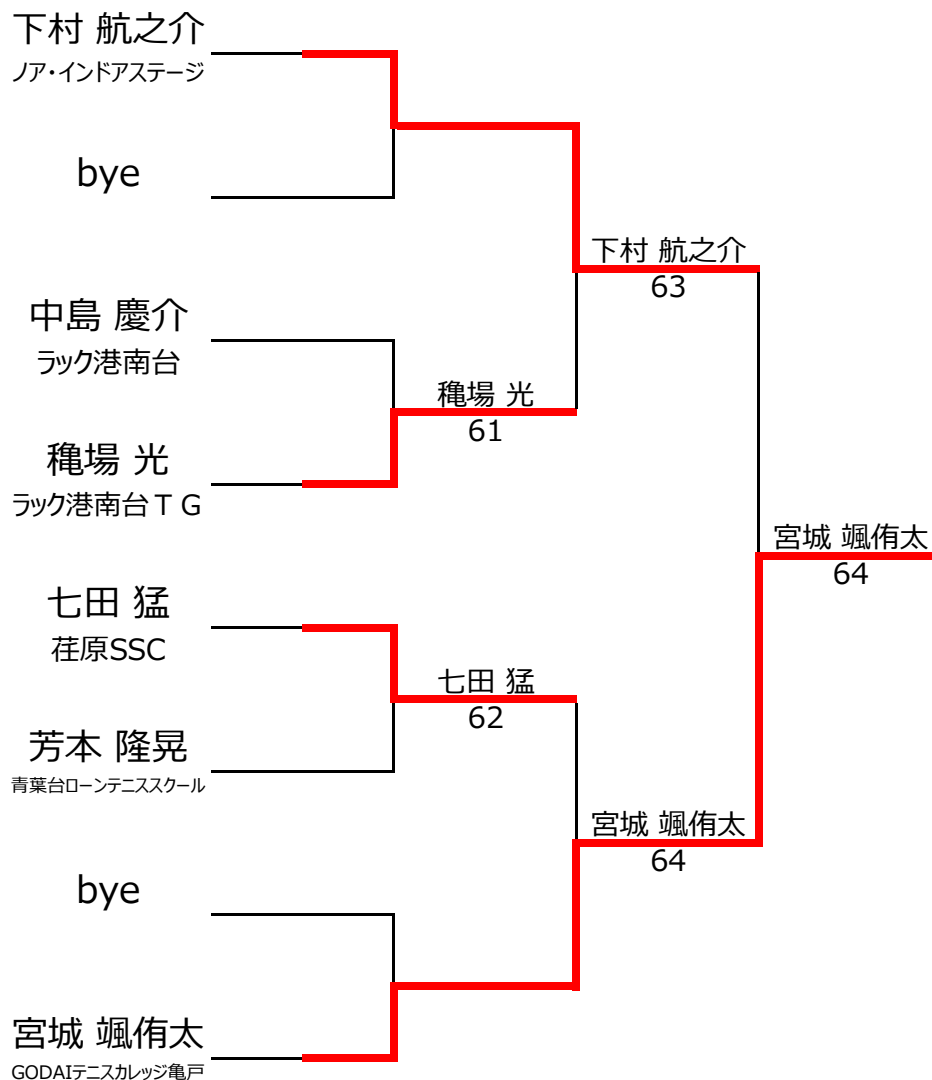 下村 航之介
ノア・インドアステージ
bye
下村 航之介
63
中島 慶介
ラック港南台
穐場 光
61
穐場 光
ラック港南台ＴＧ
宮城 颯侑太
64
七田 猛
荏原SSC
七田 猛
62
芳本 隆晃
青葉台ローンテニススクール
宮城 颯侑太
64
bye
宮城 颯侑太
GODAIテニスカレッジ亀戸